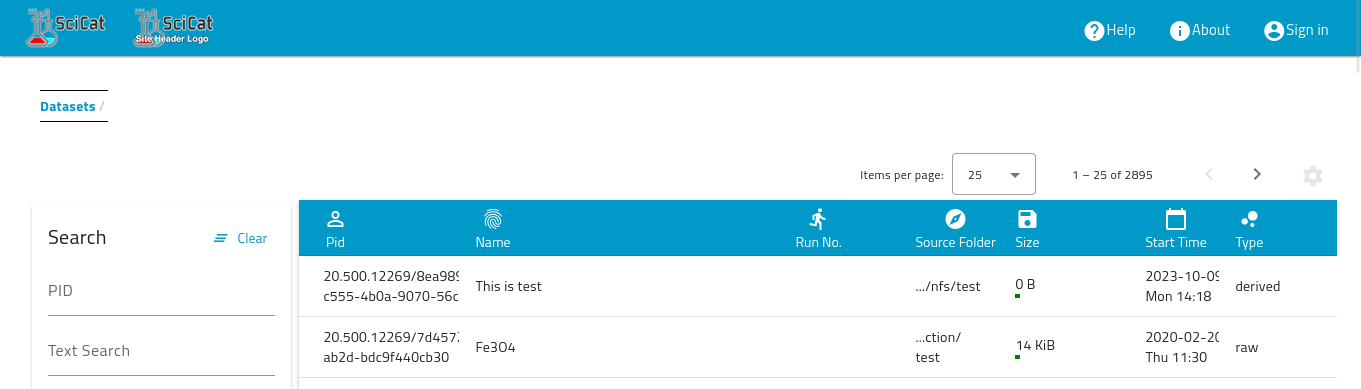 SciCat SciCat
Site Header Logo
Help About Sign in
Datasets /
Items per page: 25 1 – 25 of 2895
Search Clear
PID
Text Search
Pid Name Run No. Source Folder Size Start Time Type
20.500.12269/8ea989 This is test .../nfs/test 0 B 2023-10-09 derived
c555-4b0a-9070-56c Mon 14:18
20.500.12269/7d457 Fe3O4 ...ction/ 14 KiB 2020-02-20 raw
ab2d-bdc9f440cb30 test Thu 11:30